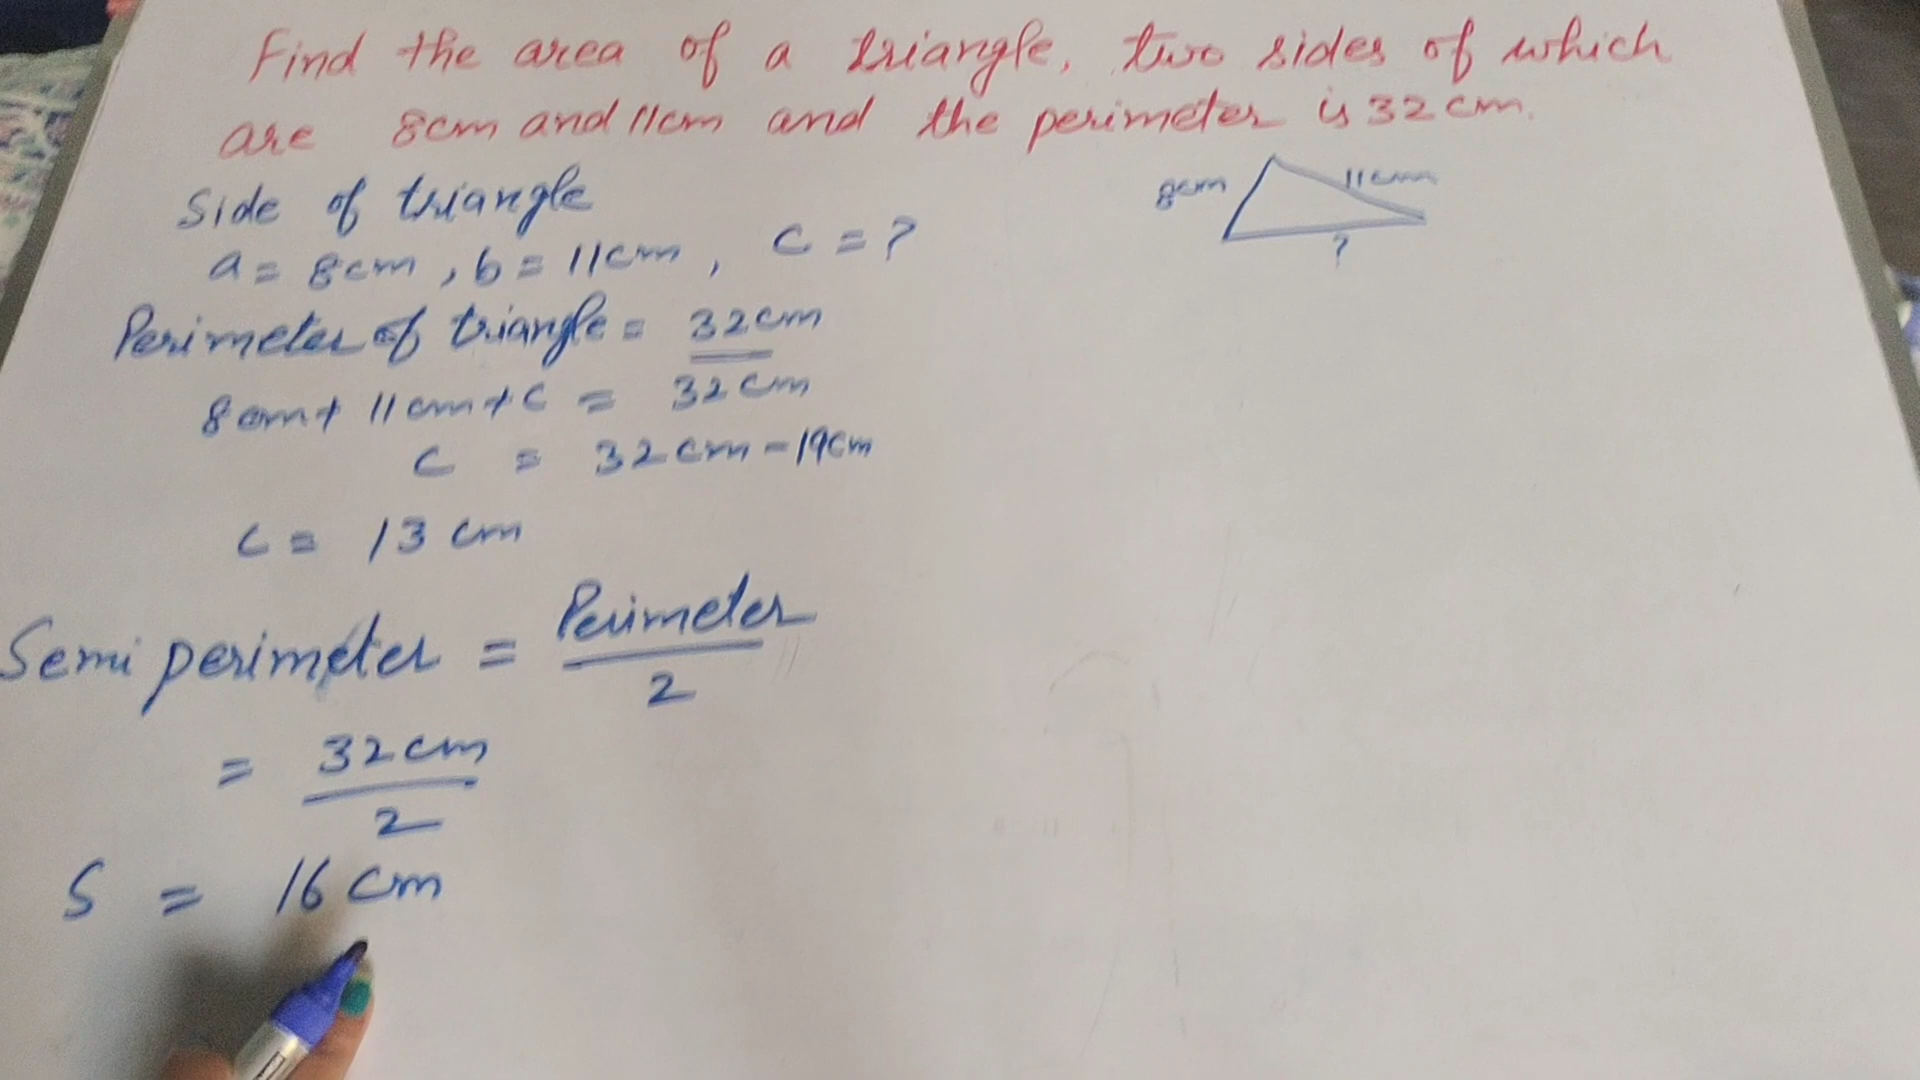 Find the area of a triangle, two sides of which
are 8cm and 11cm and the perimeter is 32cm.
Side of triangle
a = 8cm, b = 11cm, c = ?
8cm 11cm
?
Perimeter of triangle = 32cm
8cm + 11cm + c = 32cm
c = 32cm - 19cm
c = 13 cm
Semi perimeter = Perimeter
2
= 32cm
2
S = 16 cm